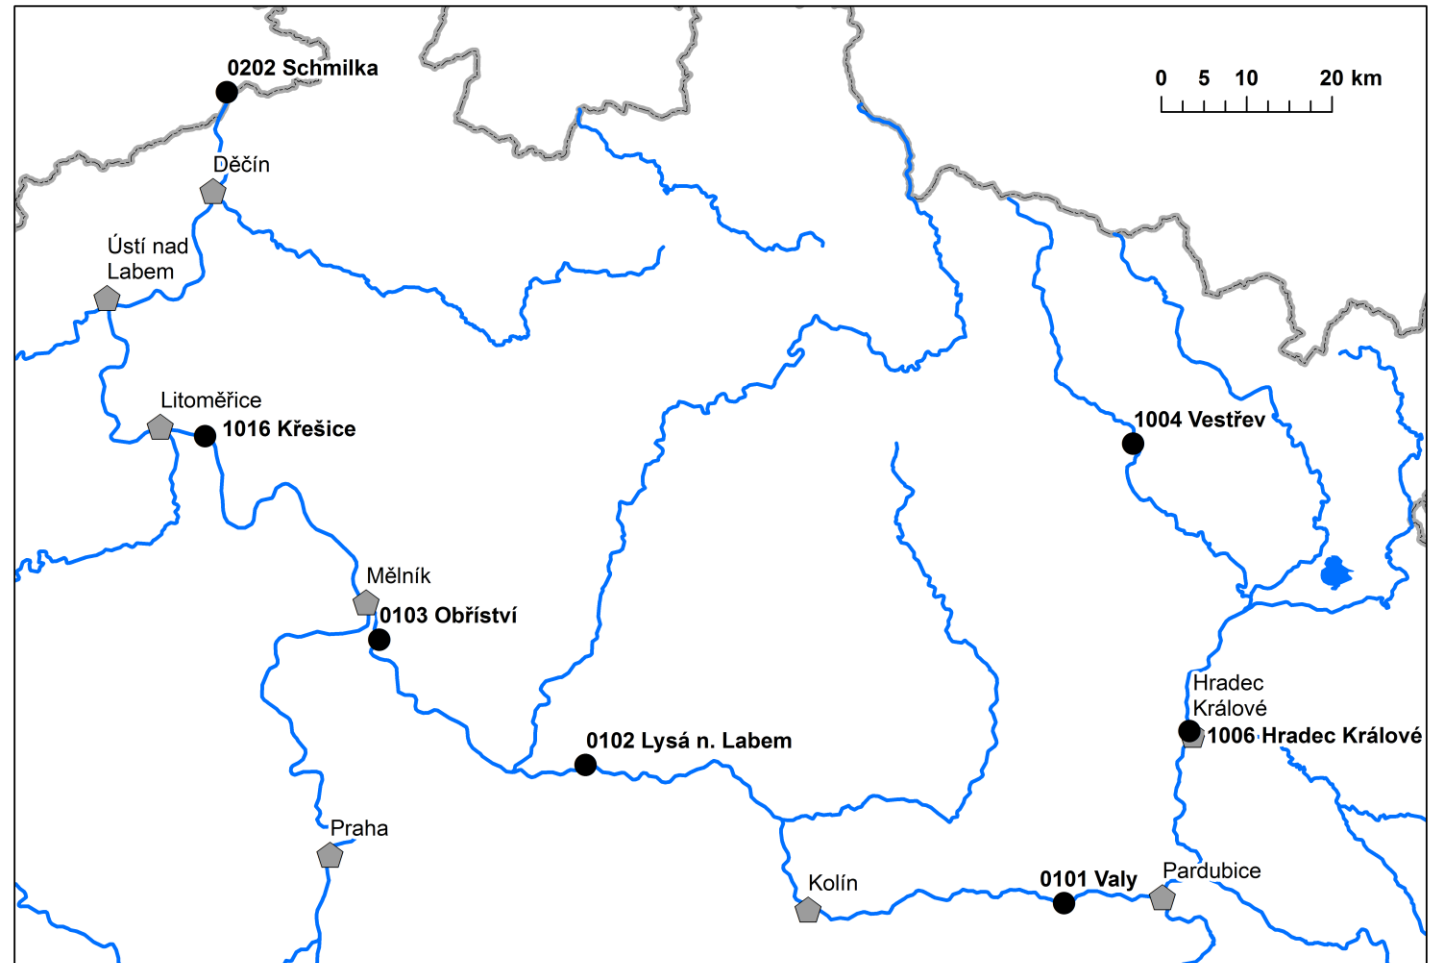 0202 Schmilka
0 5 10 20 km
Děčín
Ústí nad
Labem
Litoměřice
1016 Křešice
1004 Vestřev
Mělník
0103 Obříství
Hradec
Králové
1006 Hradec Králové
0102 Lysá n. Labem
Praha
Kolín
0101 Valy
Pardubice